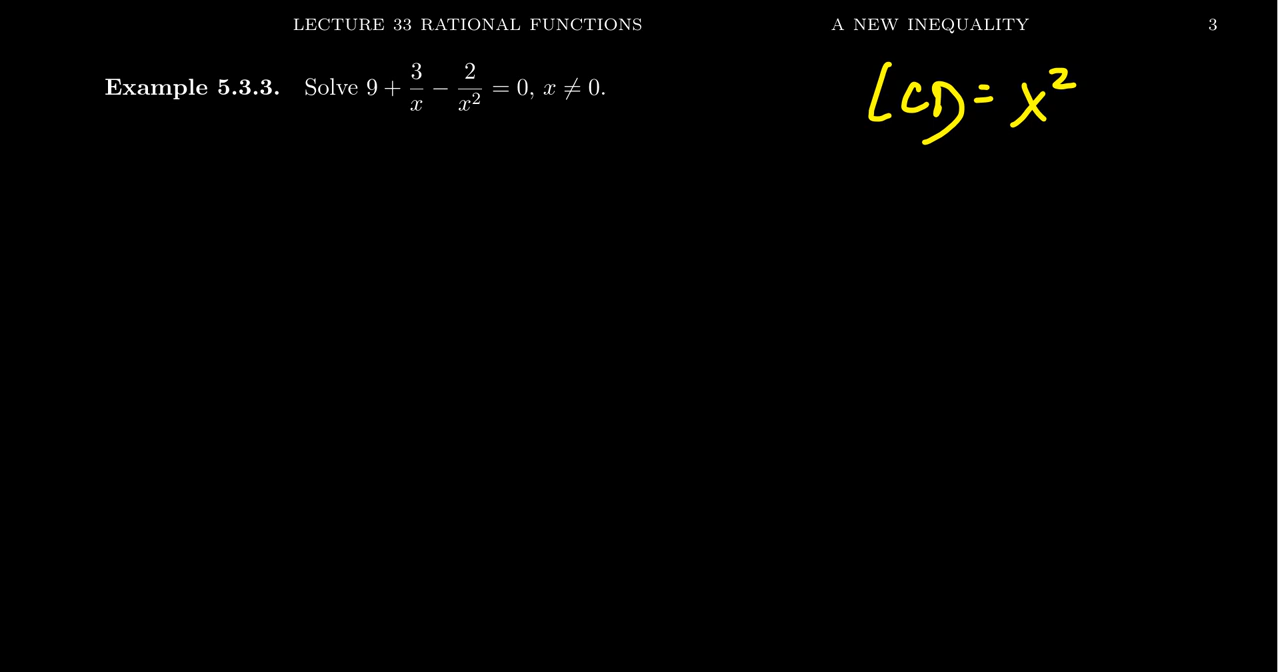 LECTURE 33 RATIONAL FUNCTIONS A NEW INEQUALITY 3
Example 5.3.3. Solve 9 + 3/x − 2/x² = 0, x ≠ 0.
LCD = x²